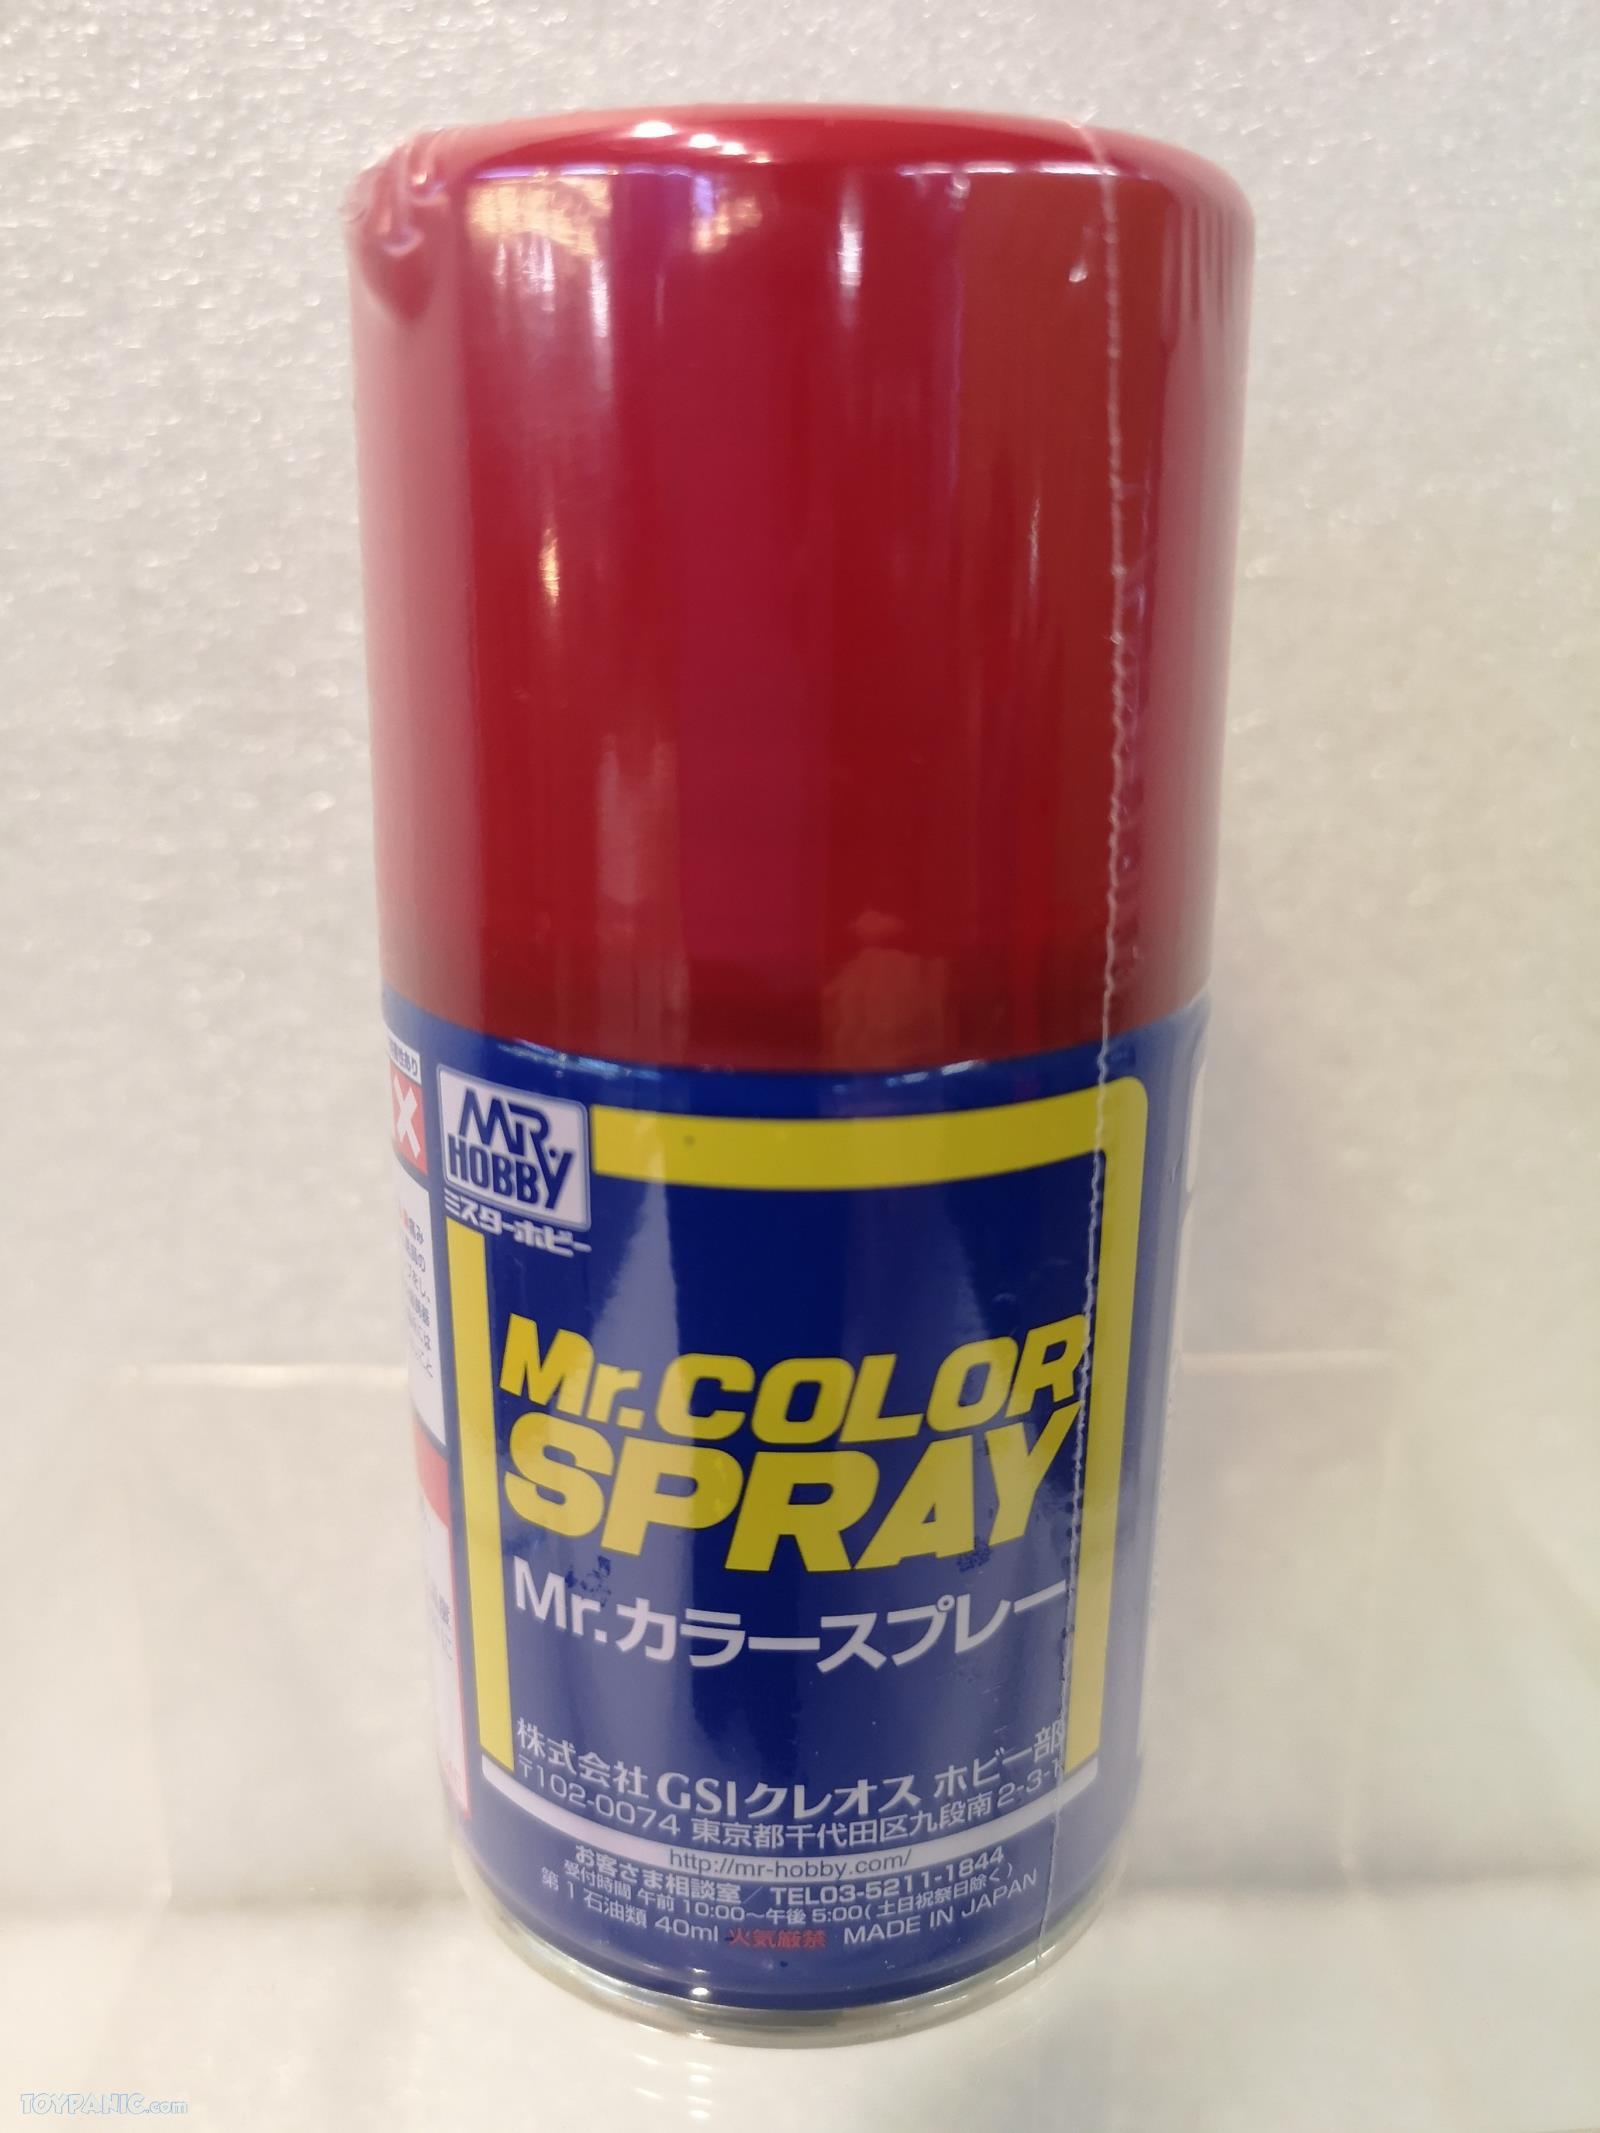 MR. HOBBY
ミスターホビー
Mr.COLOR
SPRAY
Mr.カラースプレー
株式会社 GSIクレオス ホビー部
〒102-0074 東京都千代田区九段南2-3-1
http://mr-hobby.com/
お客さま相談室/TEL03-5211-1844
受付時間 午前10:00～午後5:00(土日祝祭日除く)
第1石油類 40ml 火気厳禁 MADE IN JAPAN
TOYPANIC.com